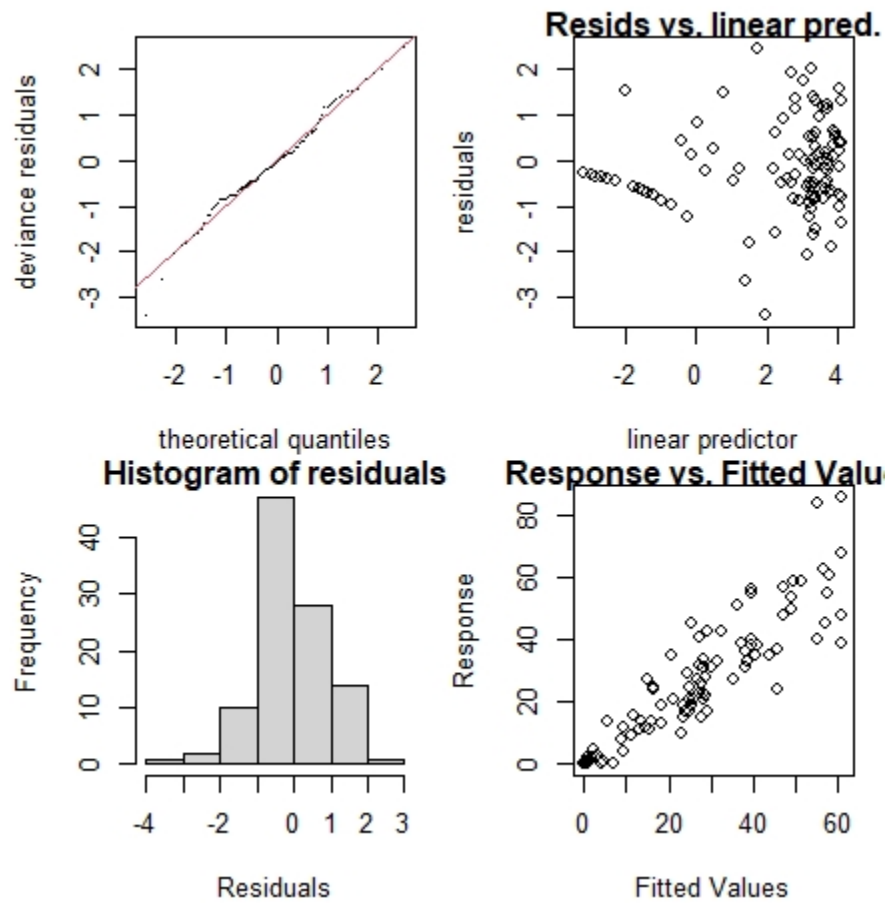 deviance residuals
2
1
0
-1
-2
-3
-2 -1 0 1 2
theoretical quantiles
Resids vs. linear pred.
residuals
2
1
0
-1
-2
-3
-2 0 2 4
linear predictor
Histogram of residuals
Frequency
40
30
20
10
0
-4 -2 0 1 2 3
Residuals
Response vs. Fitted Valu
Response
80
60
40
20
0
0 20 40 60
Fitted Values